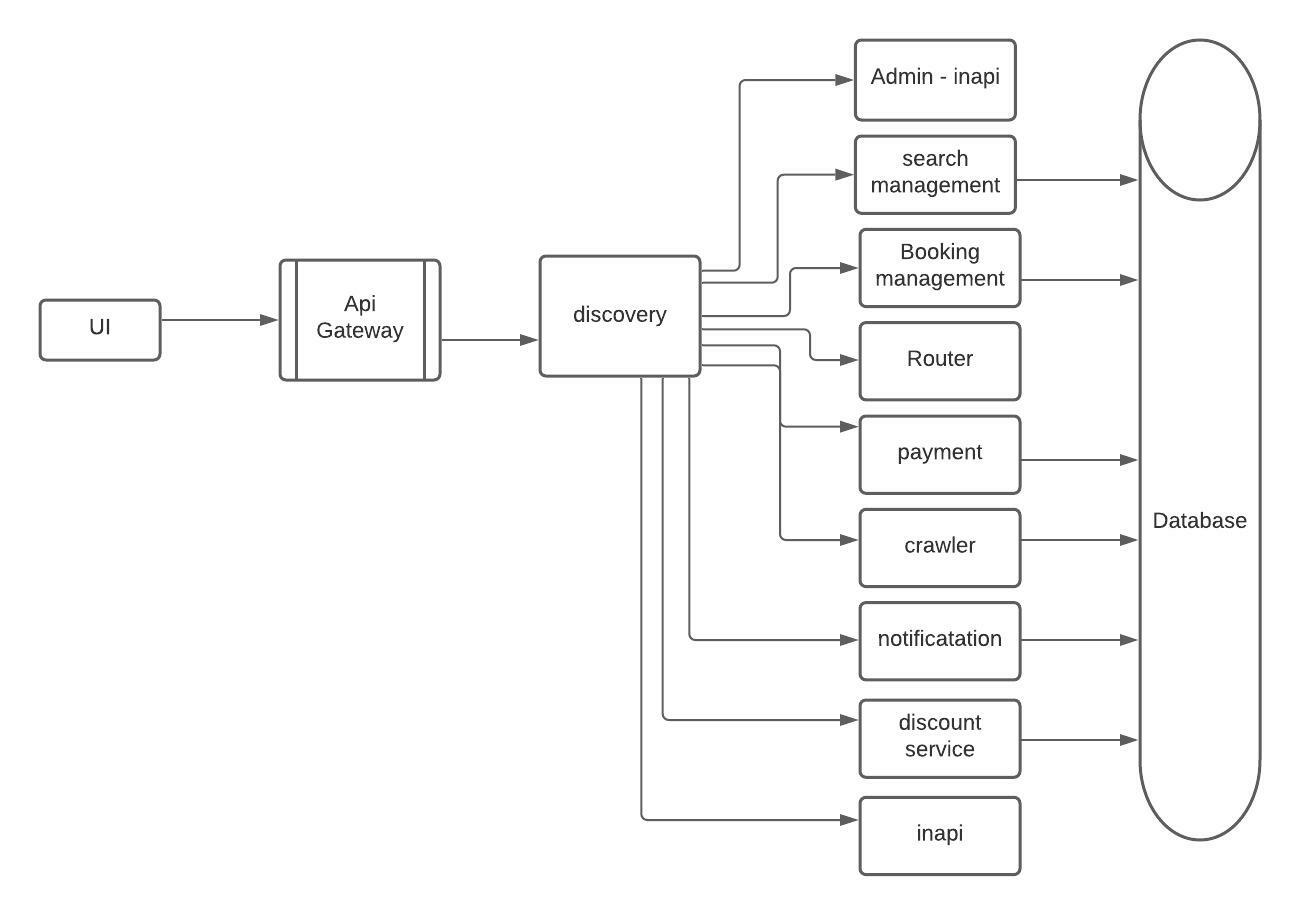 UI
Api
Gateway
discovery
Admin - inapi
search
management
Booking
management
Router
payment
crawler
notificatation
discount
service
inapi
Database